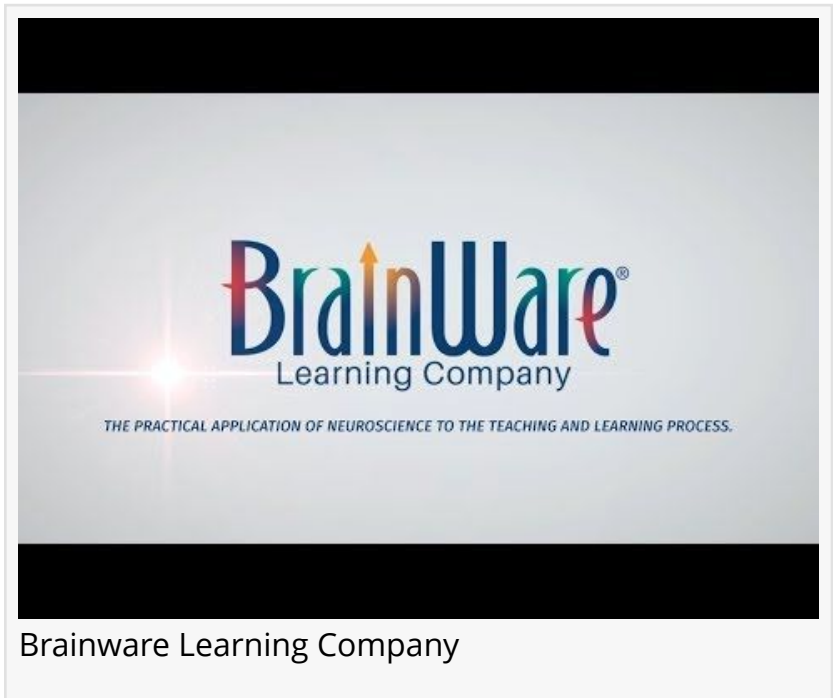 BrainWare®
Learning Company
THE PRACTICAL APPLICATION OF NEUROSCIENCE TO THE TEACHING AND LEARNING PROCESS.
Brainware Learning Company